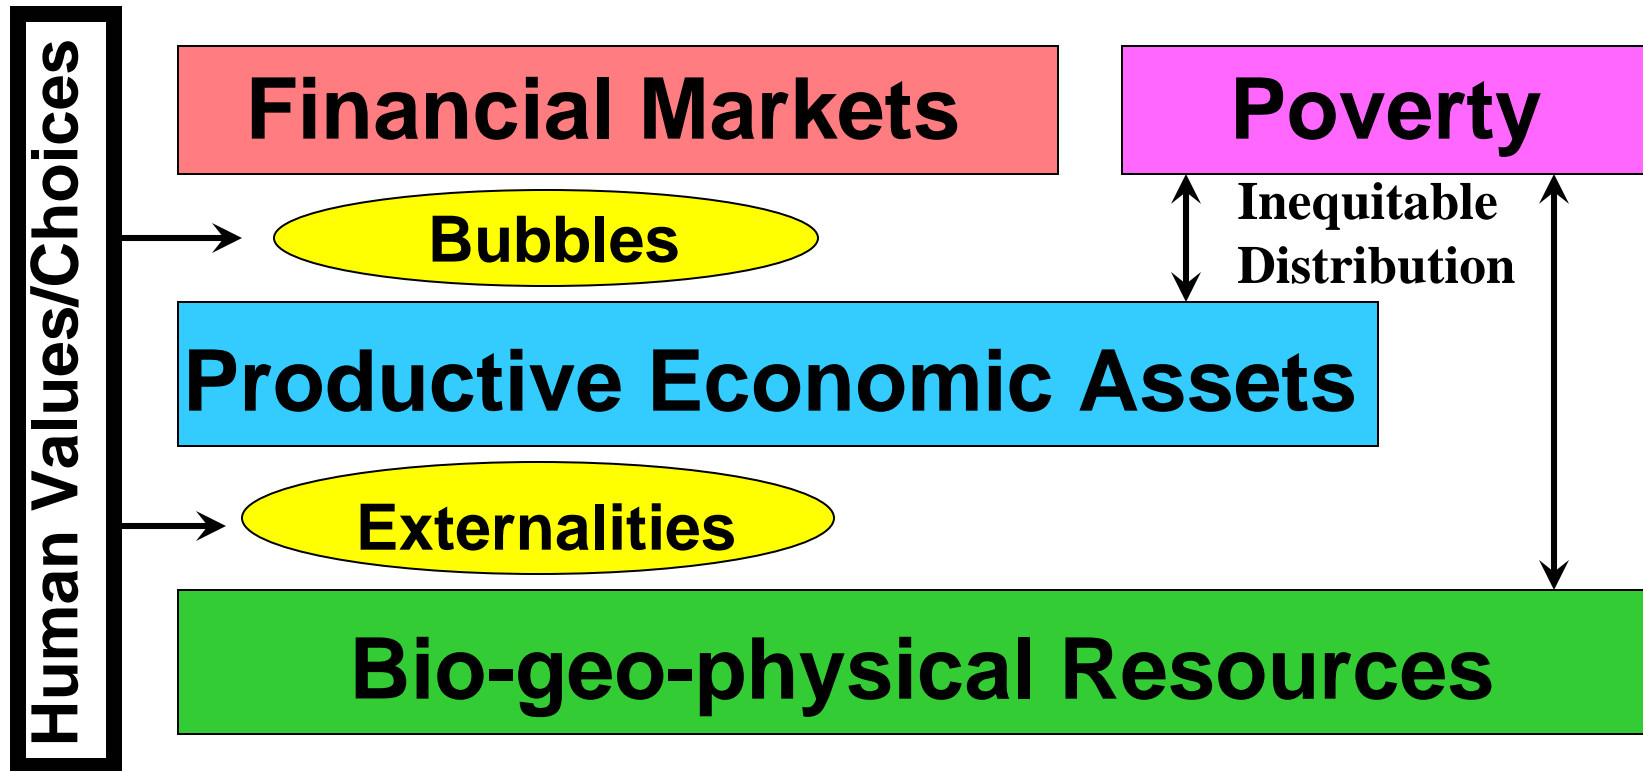 Human Values/Choices
Financial Markets
Poverty
Bubbles
Inequitable
Distribution
Productive Economic Assets
Externalities
Bio-geo-physical Resources